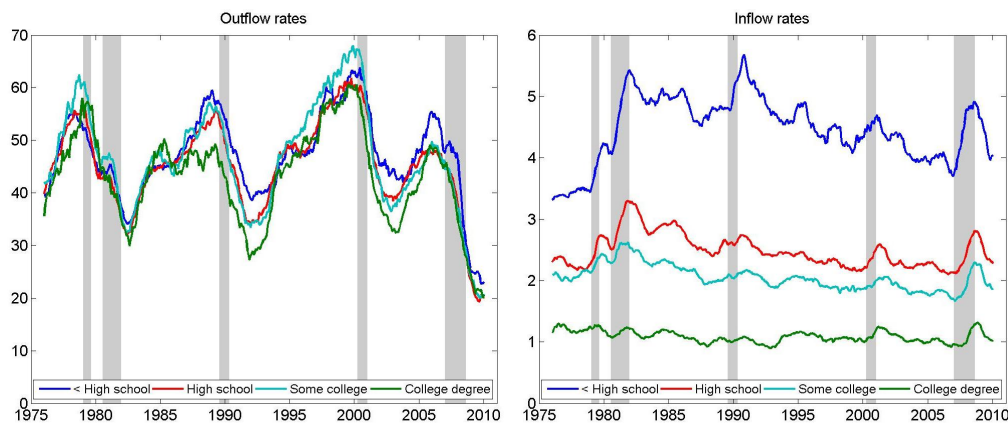 Outflow rates
70
60
50
40
30
20
10
0
1975 1980 1985 1990 1995 2000 2005 2010
< High school High school Some college College degree
Inflow rates
6
5
4
3
2
1
0
1975 1980 1985 1990 1995 2000 2005 2010
< High school High school Some college College degree